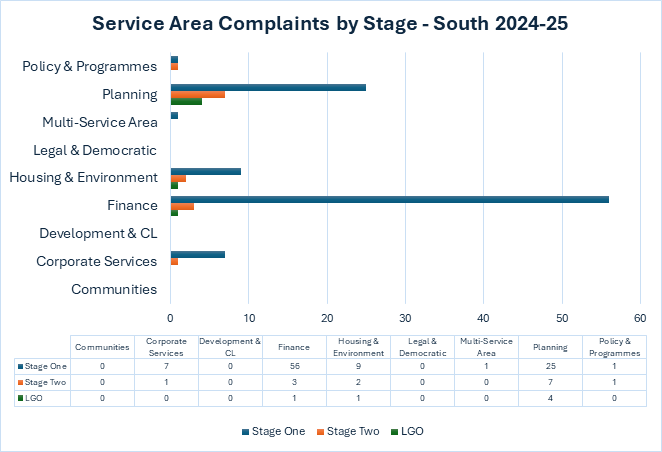 Service Area Complaints by Stage - South 2024-25
Policy & Programmes
Planning
Multi-Service Area
Legal & Democratic
Housing & Environment
Finance
Development & CL
Corporate Services
Communities
0 10 20 30 40 50 60
Communities Corporate Services Development & CL Finance Housing & Environment Legal & Democratic Multi-Service Area Planning Policy & Programmes
Stage One 0 7 0 56 9 0 1 25 1
Stage Two 0 1 0 3 2 0 0 7 1
LGO 0 0 0 1 1 0 0 4 0
Stage One Stage Two LGO